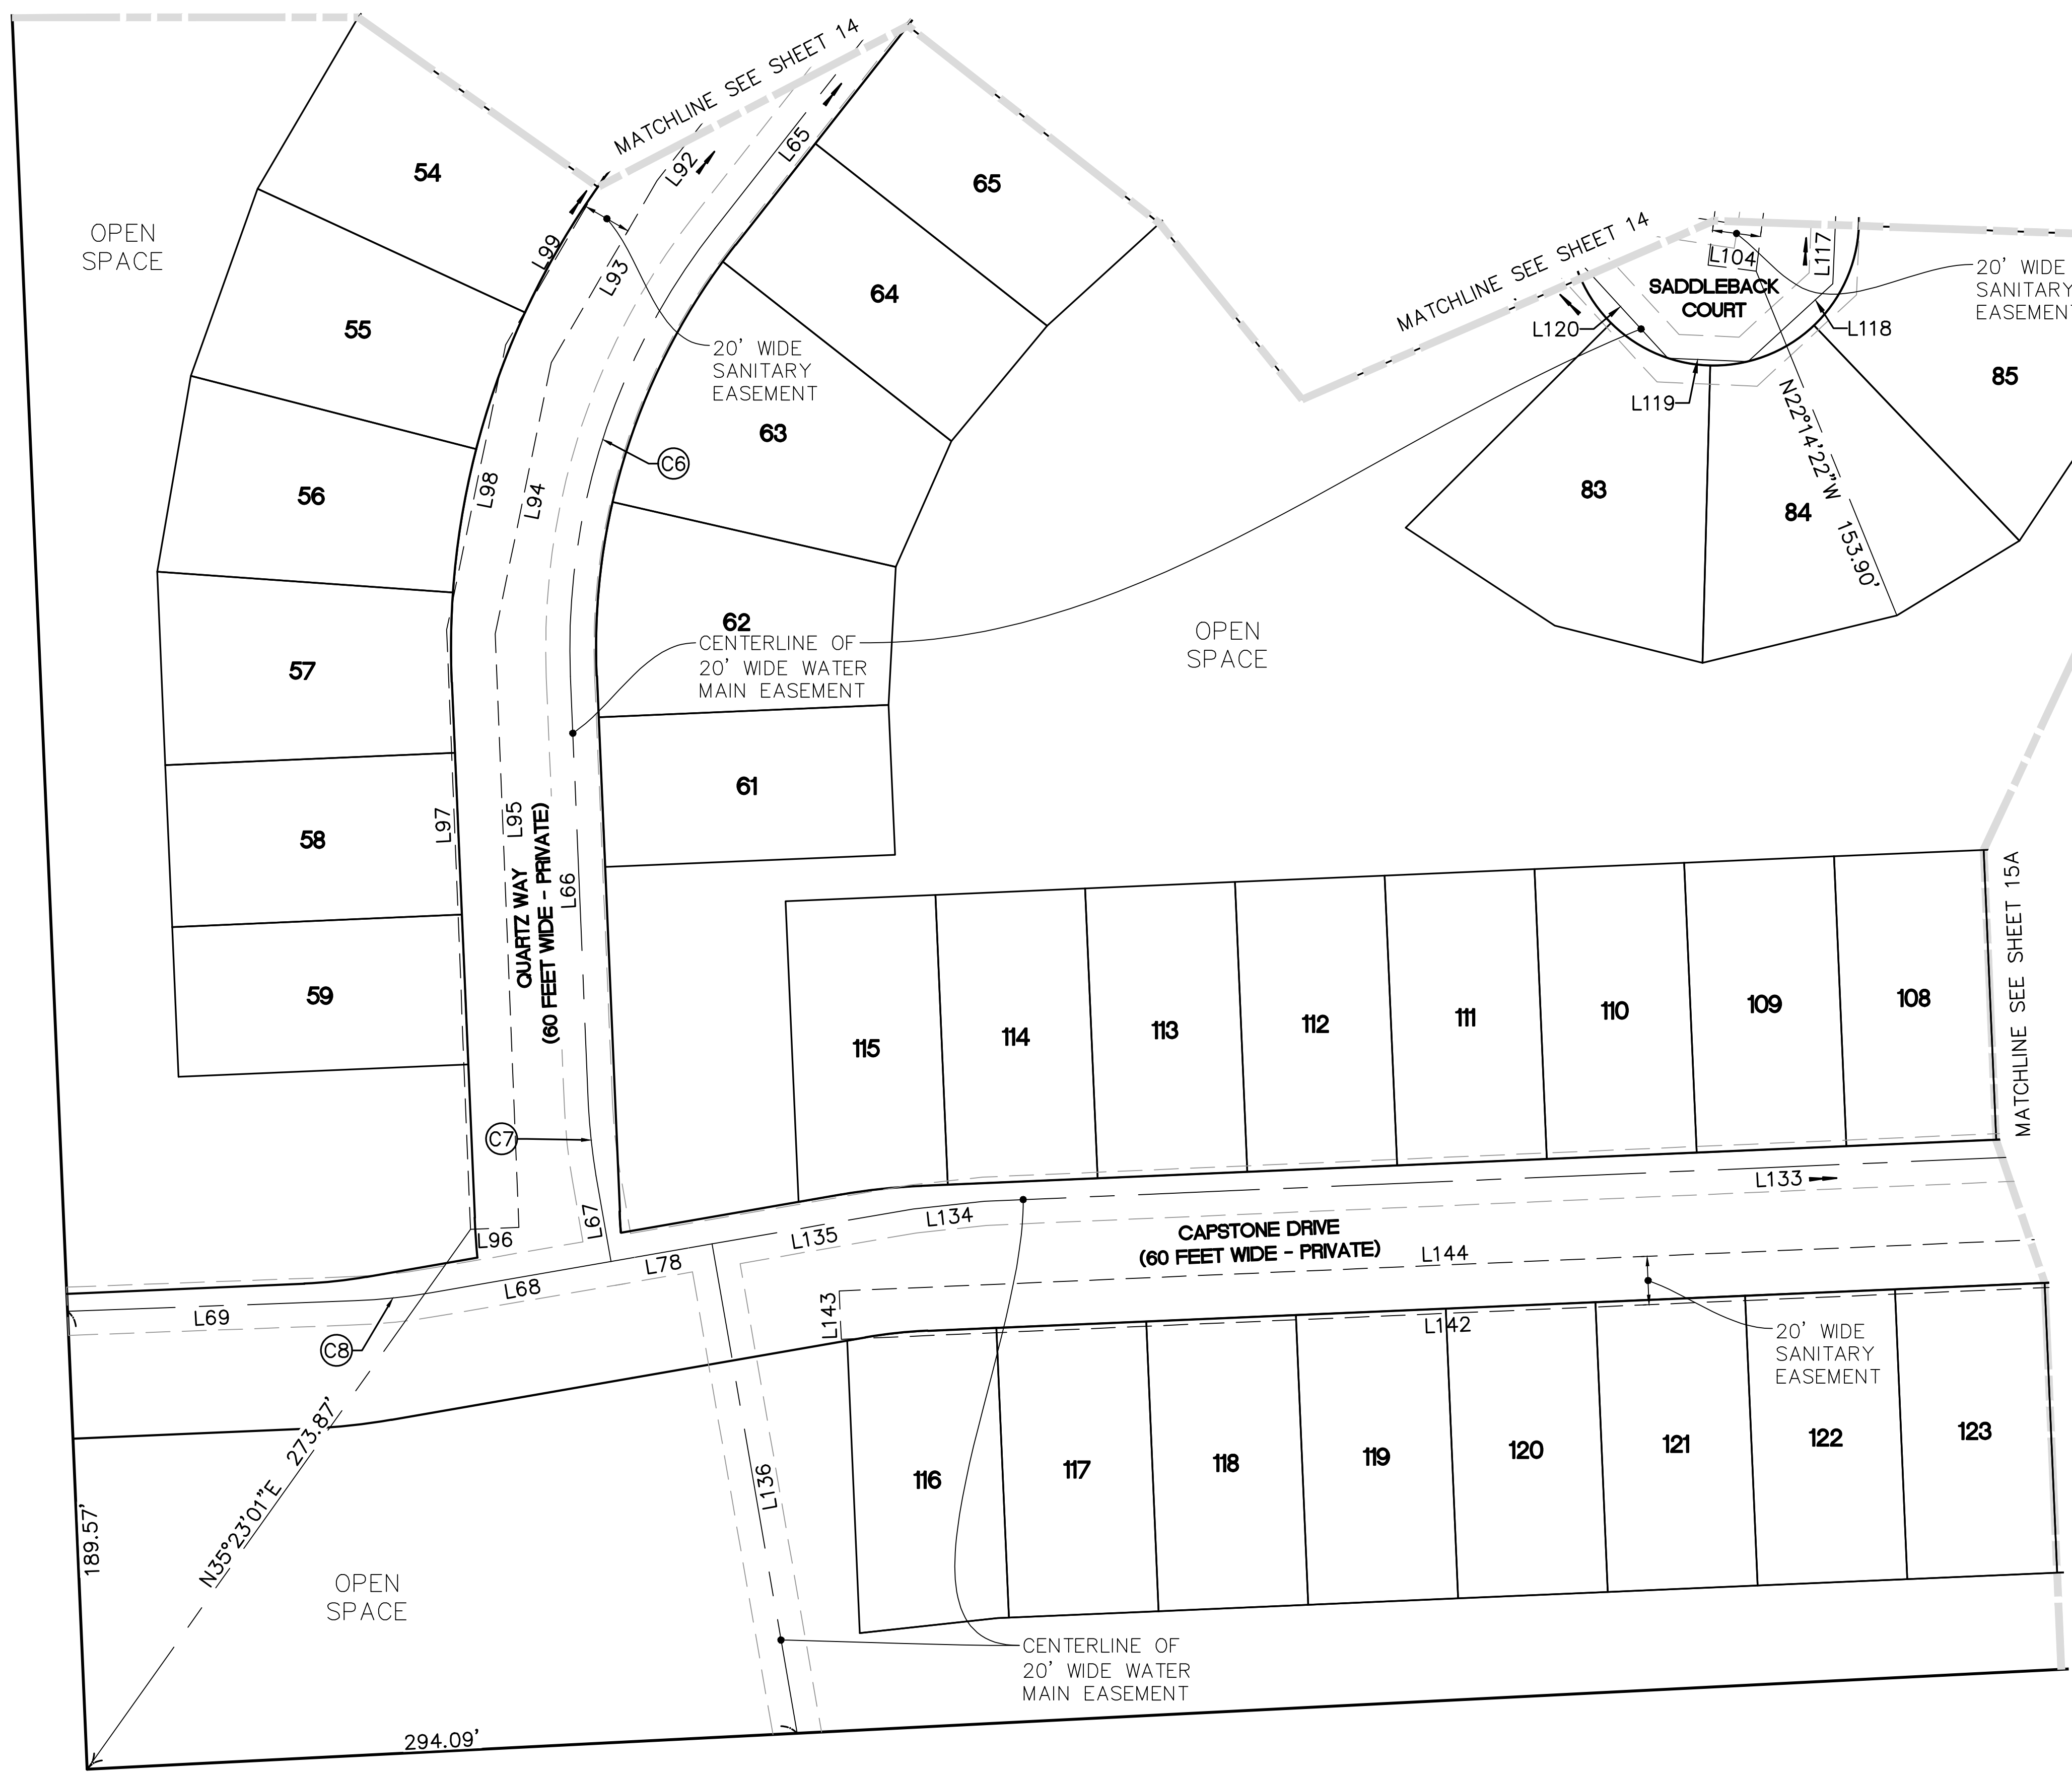 MATCHLINE SEE SHEET 14
54
OPEN
SPACE
L99
L92
L65
65
L93
55
64
20' WIDE
SANITARY
EASEMENT
63
C6
56
L98
L94
MATCHLINE SEE SHEET 14
L104
L117
SADDLEBACK
COURT
20' WIDE
SANITARY
EASEMENT
L120
L118
L119
85
83
84
N22°14'22"W 153.90'
57
62
CENTERLINE OF
20' WIDE WATER
MAIN EASEMENT
OPEN
SPACE
61
58
L97
L95
QUARTZ WAY
(60 FEET WIDE - PRIVATE)
L66
59
115
114
113
112
111
110
109
108
MATCHLINE SEE SHEET 15A
C7
L67
L96
L135
L134
L133
CAPSTONE DRIVE
(60 FEET WIDE - PRIVATE)
L144
L78
L68
L69
C8
L143
L142
20' WIDE
SANITARY
EASEMENT
N35°23'01"E 273.87'
189.57'
L136
116
117
118
119
120
121
122
123
OPEN
SPACE
CENTERLINE OF
20' WIDE WATER
MAIN EASEMENT
294.09'